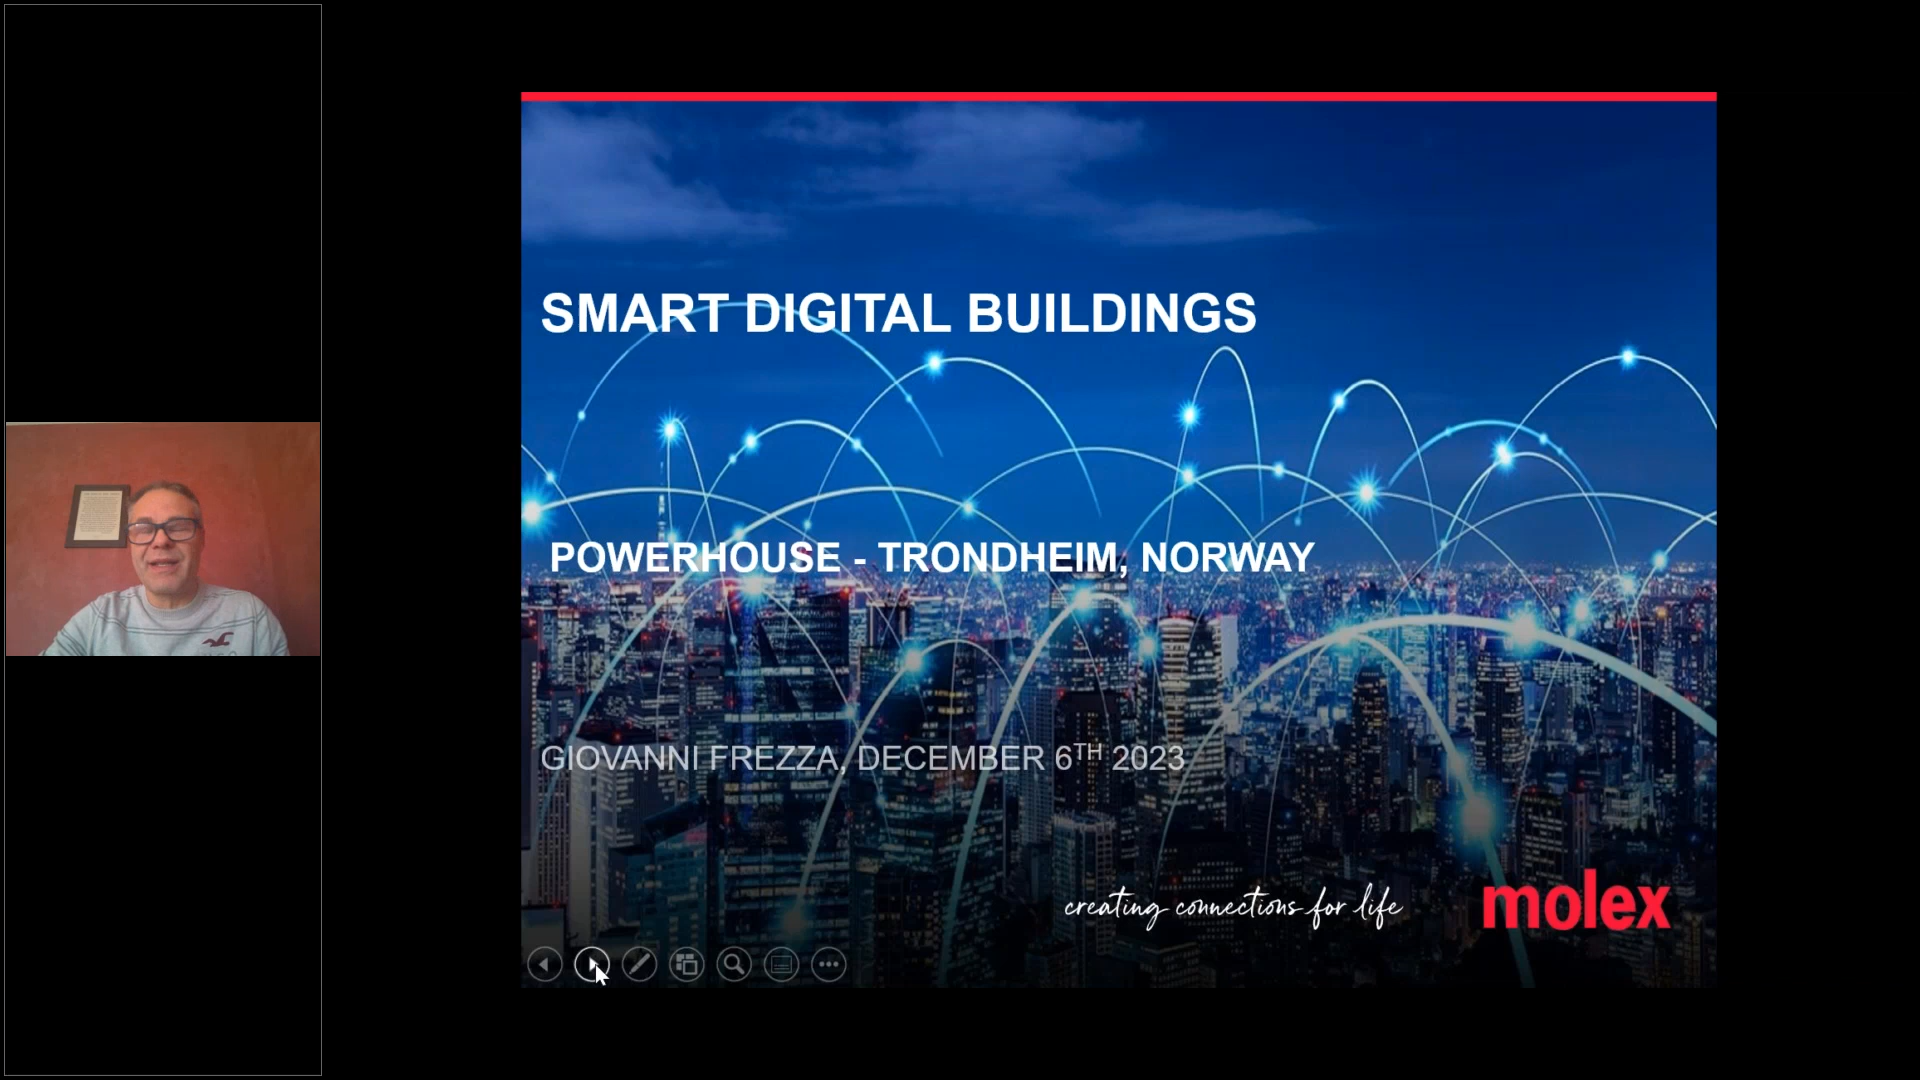 SMART DIGITAL BUILDINGS
POWERHOUSE - TRONDHEIM, NORWAY
GIOVANNI FREZZA, DECEMBER 6TH 2023
creating connections for life
molex